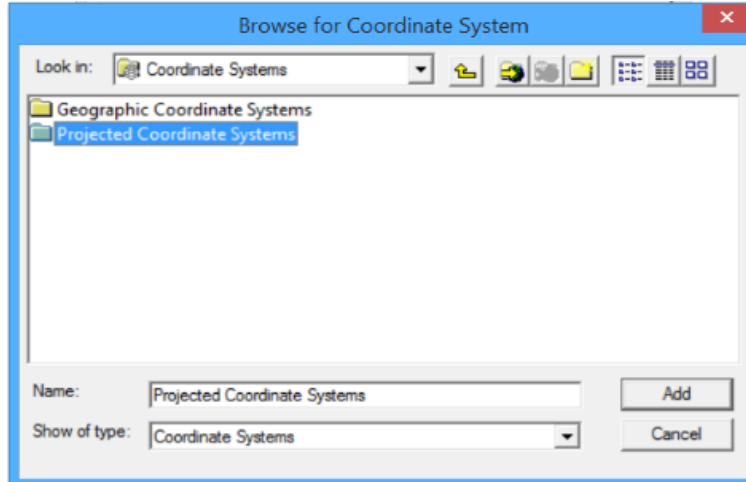 Browse for Coordinate System
Look in: Coordinate Systems
Geographic Coordinate Systems
Projected Coordinate Systems
Name: Projected Coordinate Systems Add
Show of type: Coordinate Systems Cancel